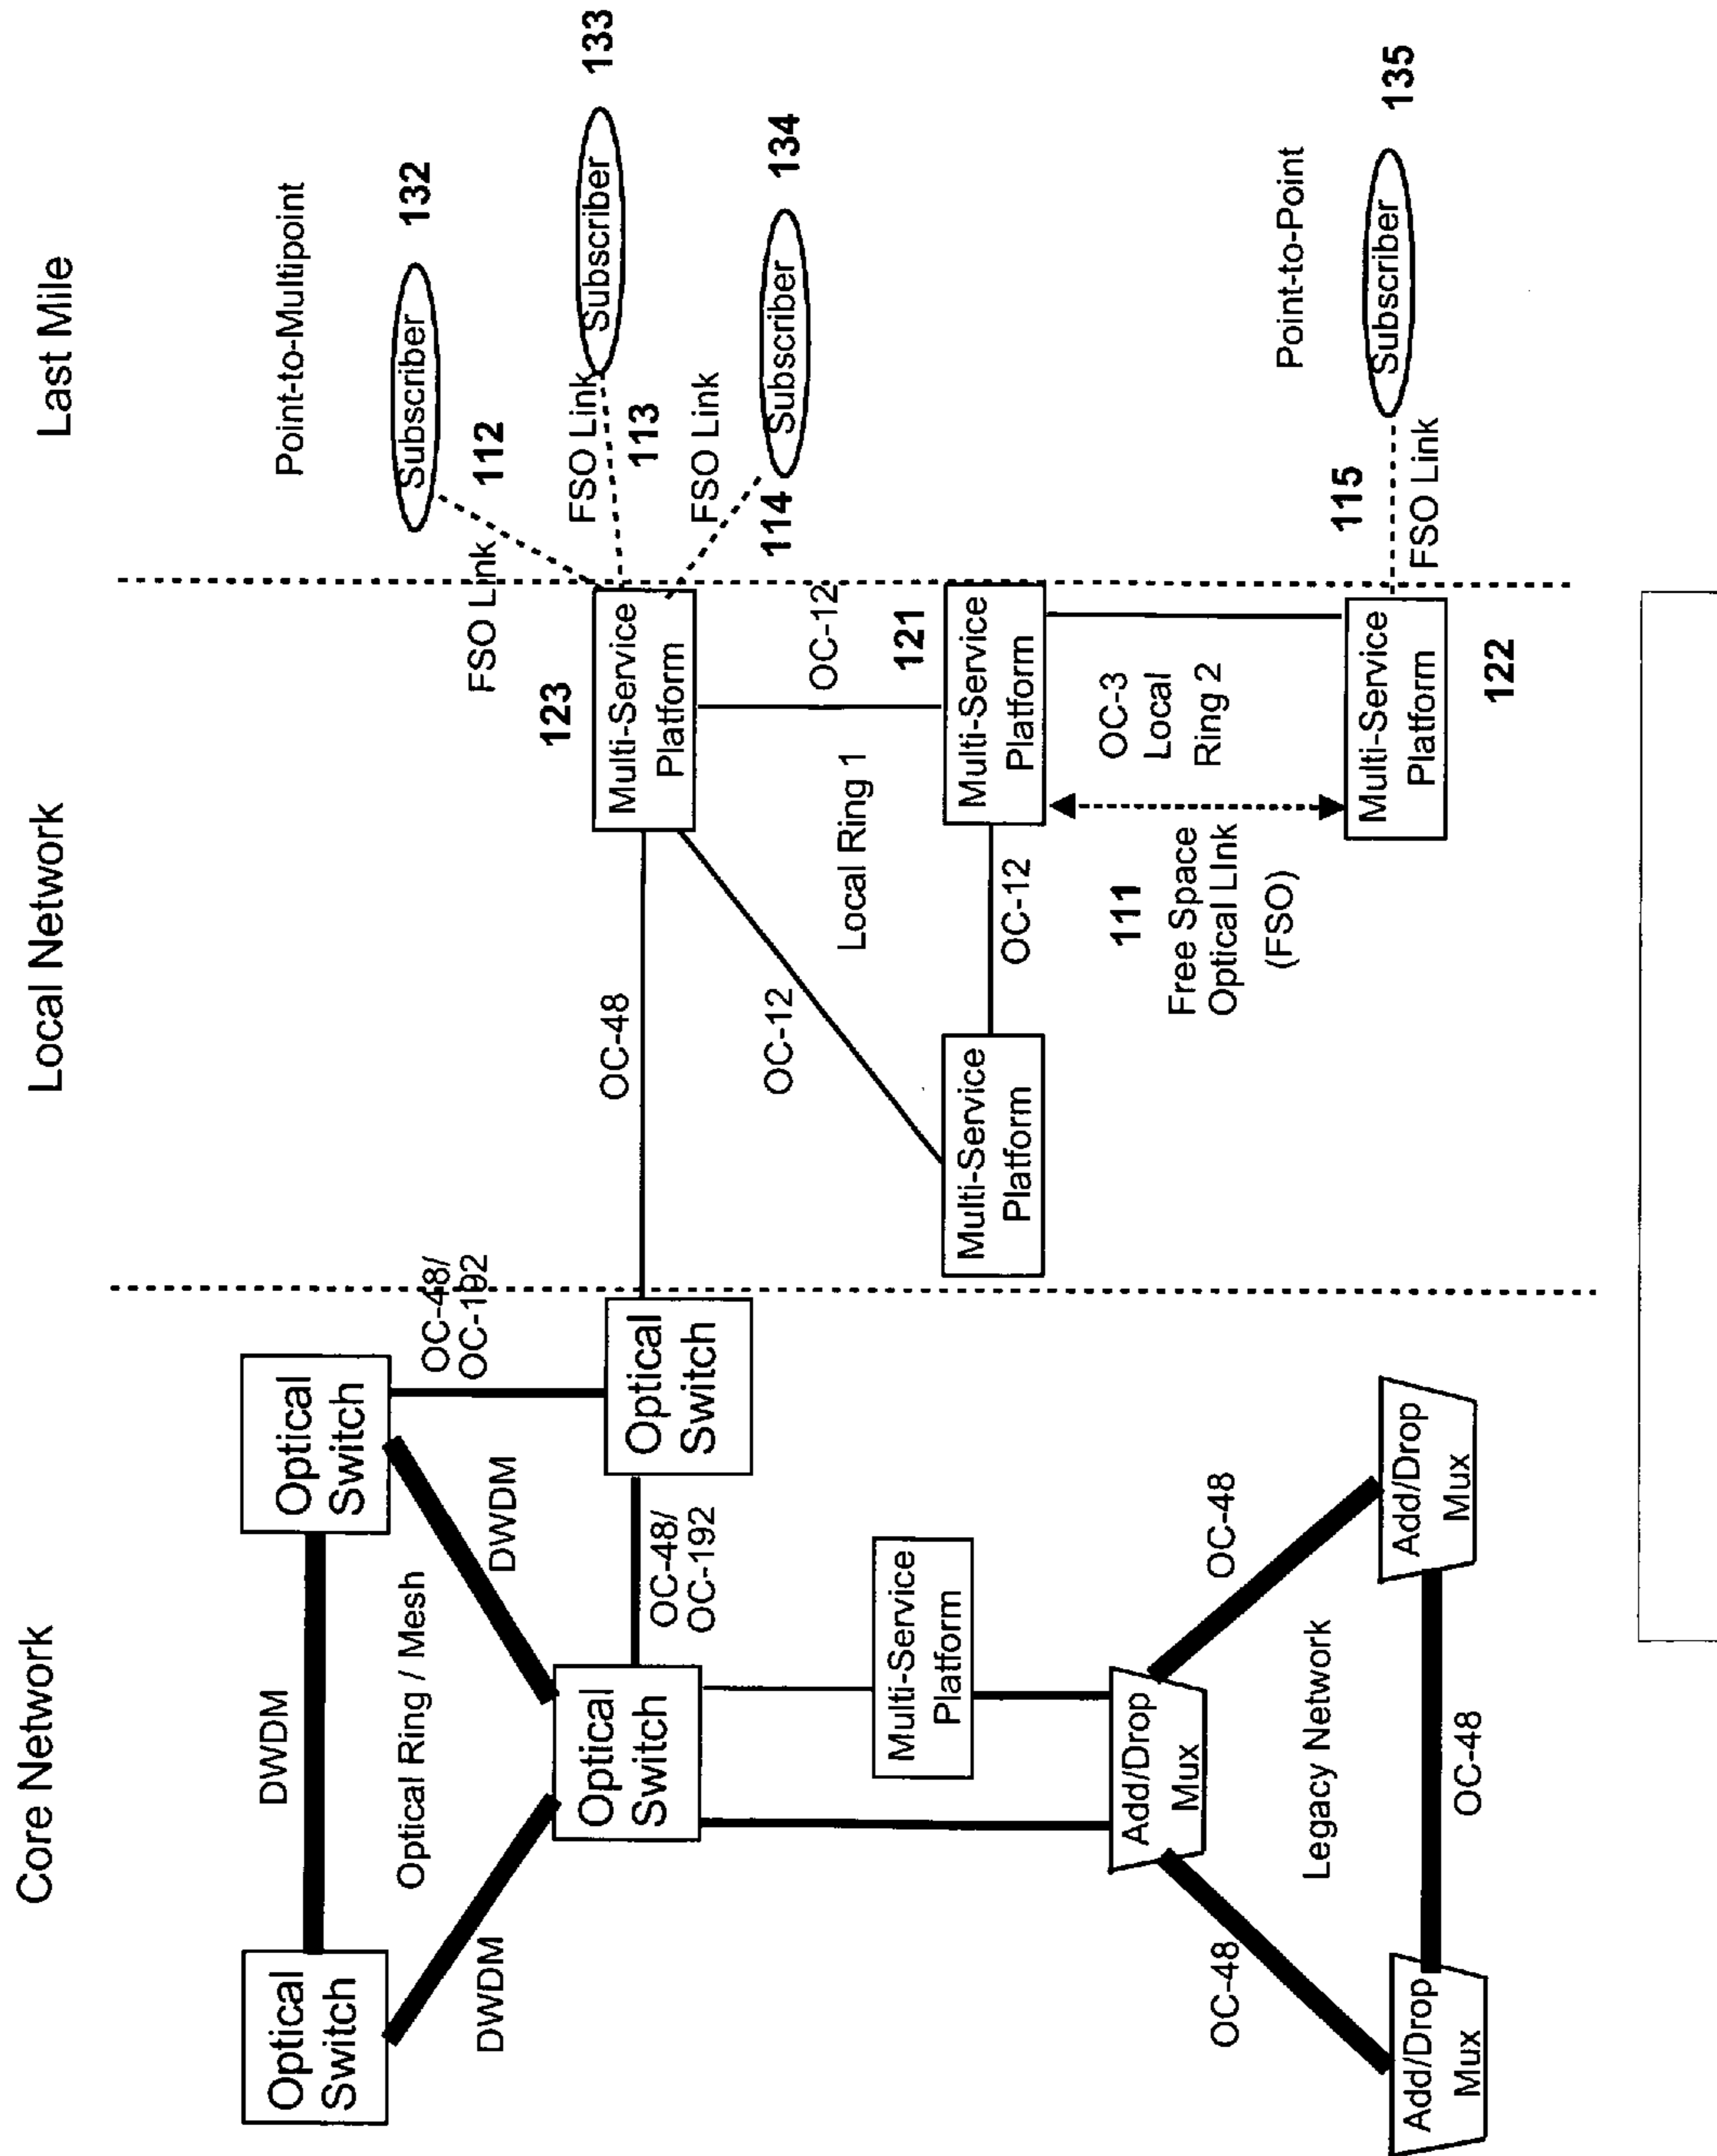 Core Network
Local Network
Last Mile
DWDM
Optical
Switch
Optical
Switch
OC-48/
OC-192
Optical Ring / Mesh
DWDM
DWDM
Optical
Switch
OC-48/
OC-192
Optical
Switch
Multi-Service
Platform
Add/Drop
Mux
OC-48
OC-48
Legacy Network
Add/Drop
Mux
OC-48
Add/Drop
Mux
OC-48
123
Multi-Service
Platform
OC-12
Local Ring 1
OC-12
121
Multi-Service
Platform
OC-12
Multi-Service
Platform
111
Free Space
Optical LInk
(FSO)
OC-3
Local
Ring 2
Multi-Service
Platform
122
Point-to-Multipoint
Subscriber
132
FSO Link
112
FSO Link
113
Subscriber
133
FSO Link
114
Subscriber
134
Point-to-Point
115
FSO Link
Subscriber
135